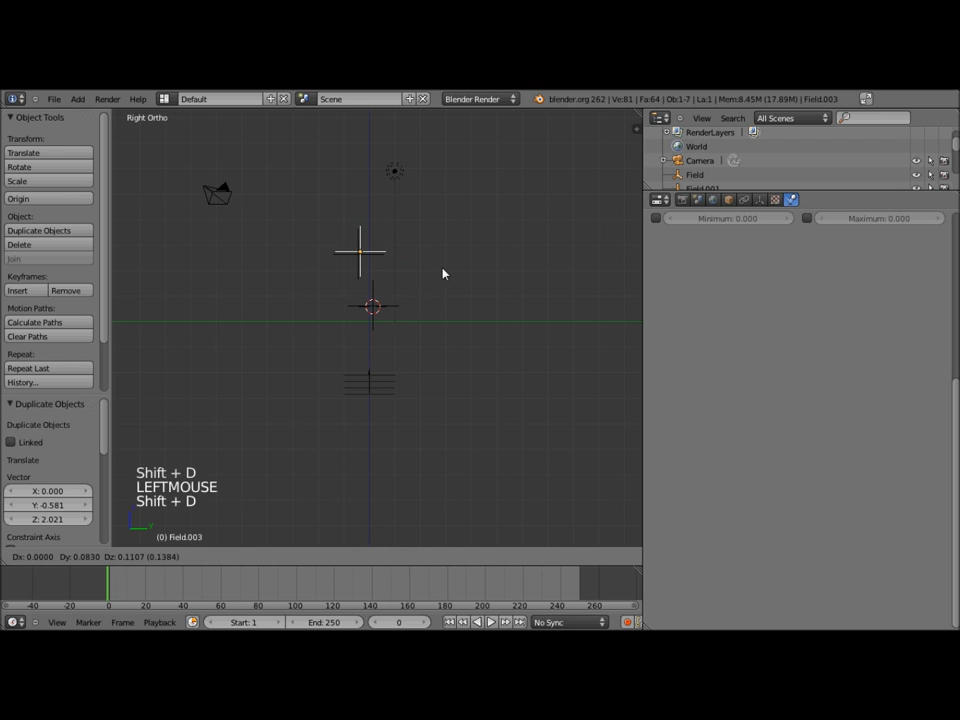 File Add Render Help Default Scene Blender Render blender.org 262 | Ve:81 | Fa:64 | Ob:1-7 | La:1 | Mem:8.45M (17.89M) | Field.003
Object Tools
Right Ortho
View Search All Scenes
RenderLayers
World
Camera
Field
Transform:
Translate
Rotate
Scale
Origin
Minimum: 0.000 Maximum: 0.000
Object:
Duplicate Objects
Delete
Join
Keyframes:
Insert Remove
Motion Paths:
Calculate Paths
Clear Paths
Repeat:
Repeat Last
History...
Duplicate Objects
Duplicate Objects
Linked
Translate
Vector
X: 0.000
Y: -0.581
Z: 2.021
Constraint Axis
Shift + D
LEFTMOUSE
Shift + D
(0) Field.003
Dx: 0.0000 Dy: 0.0830 Dz: 0.1107 (0.1384)
-40 -20 0 20 40 60 80 100 120 140 160 180 200 220 240 260
View Marker Frame Playback Start: 1 End: 250 0 No Sync